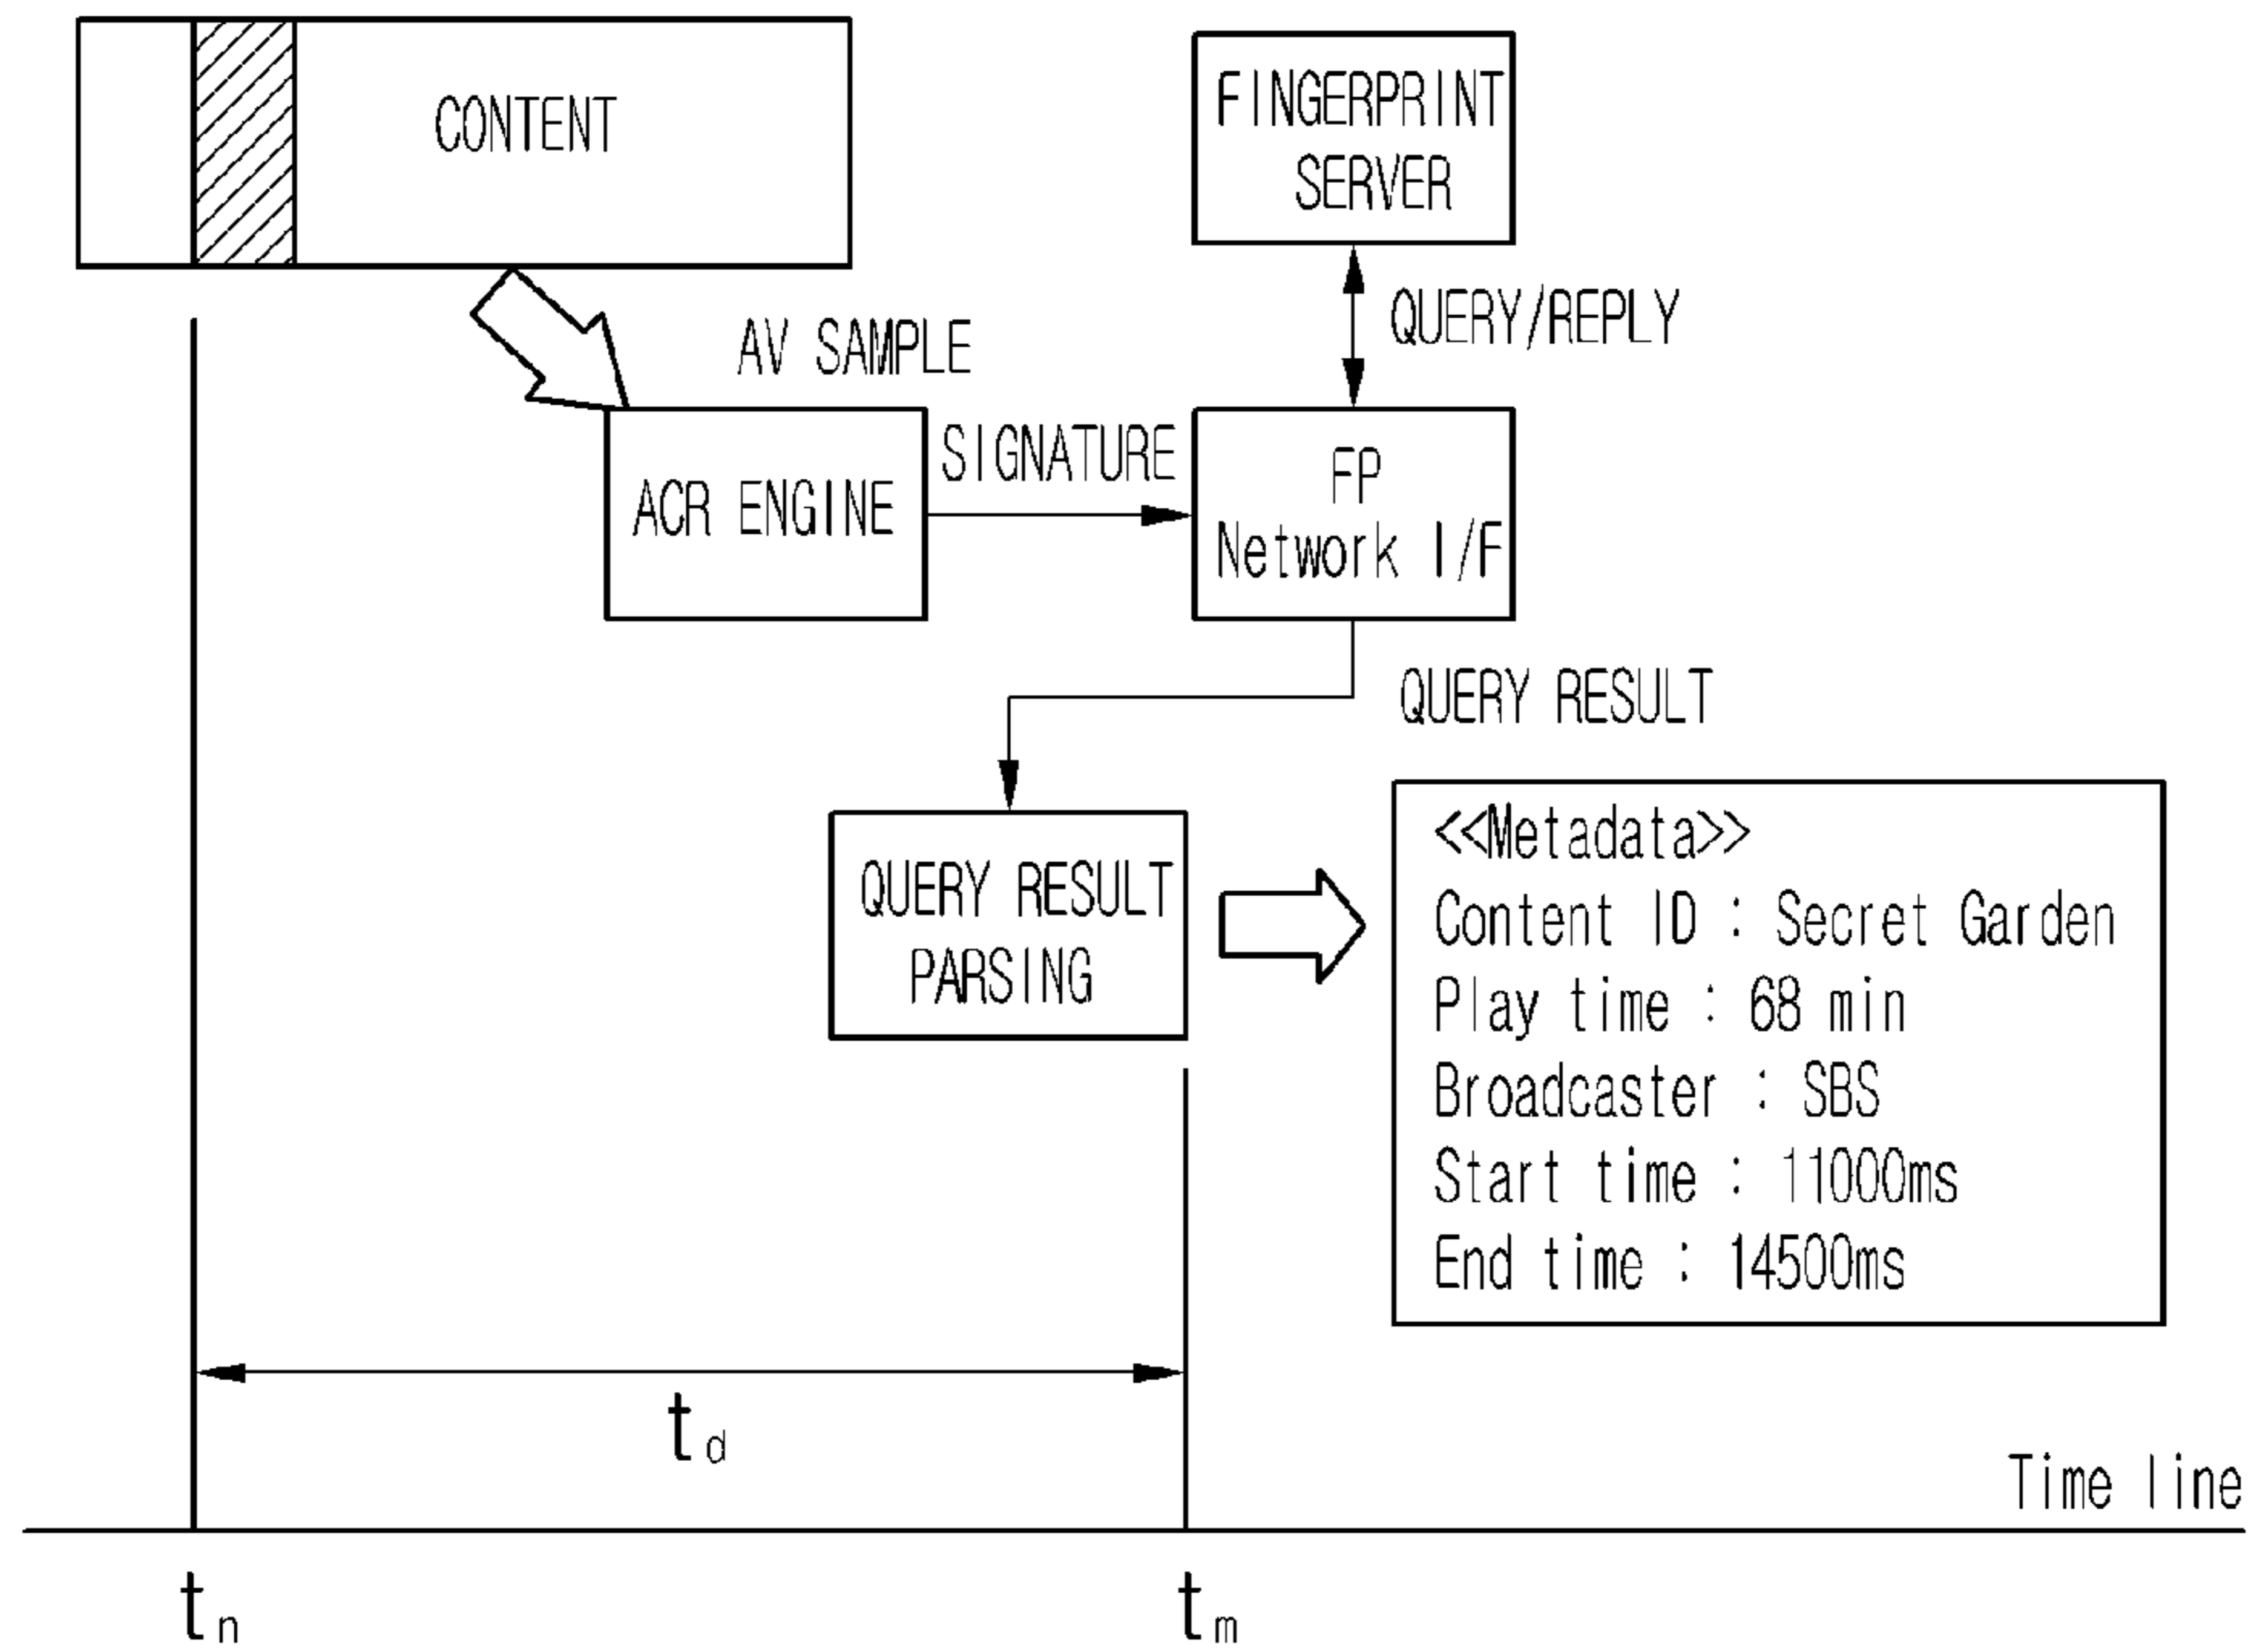 CONTENT
FINGERPRINT
SERVER
QUERY/REPLY
AV SAMPLE
SIGNATURE
ACR ENGINE
FP
Network I/F
QUERY RESULT
QUERY RESULT
PARSING
<<Metadata>>
Content ID : Secret Garden
Play time : 68 min
Broadcaster : SBS
Start time : 11000ms
End time : 14500ms
td
Time line
tn
tm